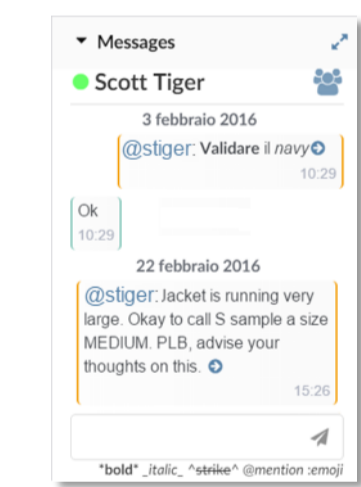 Messages
Scott Tiger
3 febbraio 2016
@stiger: Validare il navy
10:29
Ok
10:29
22 febbraio 2016
@stiger: Jacket is running very
large. Okay to call S sample a size
MEDIUM. PLB, advise your
thoughts on this.
15:26
*bold* _italic_ ^strike^ @mention :emoji